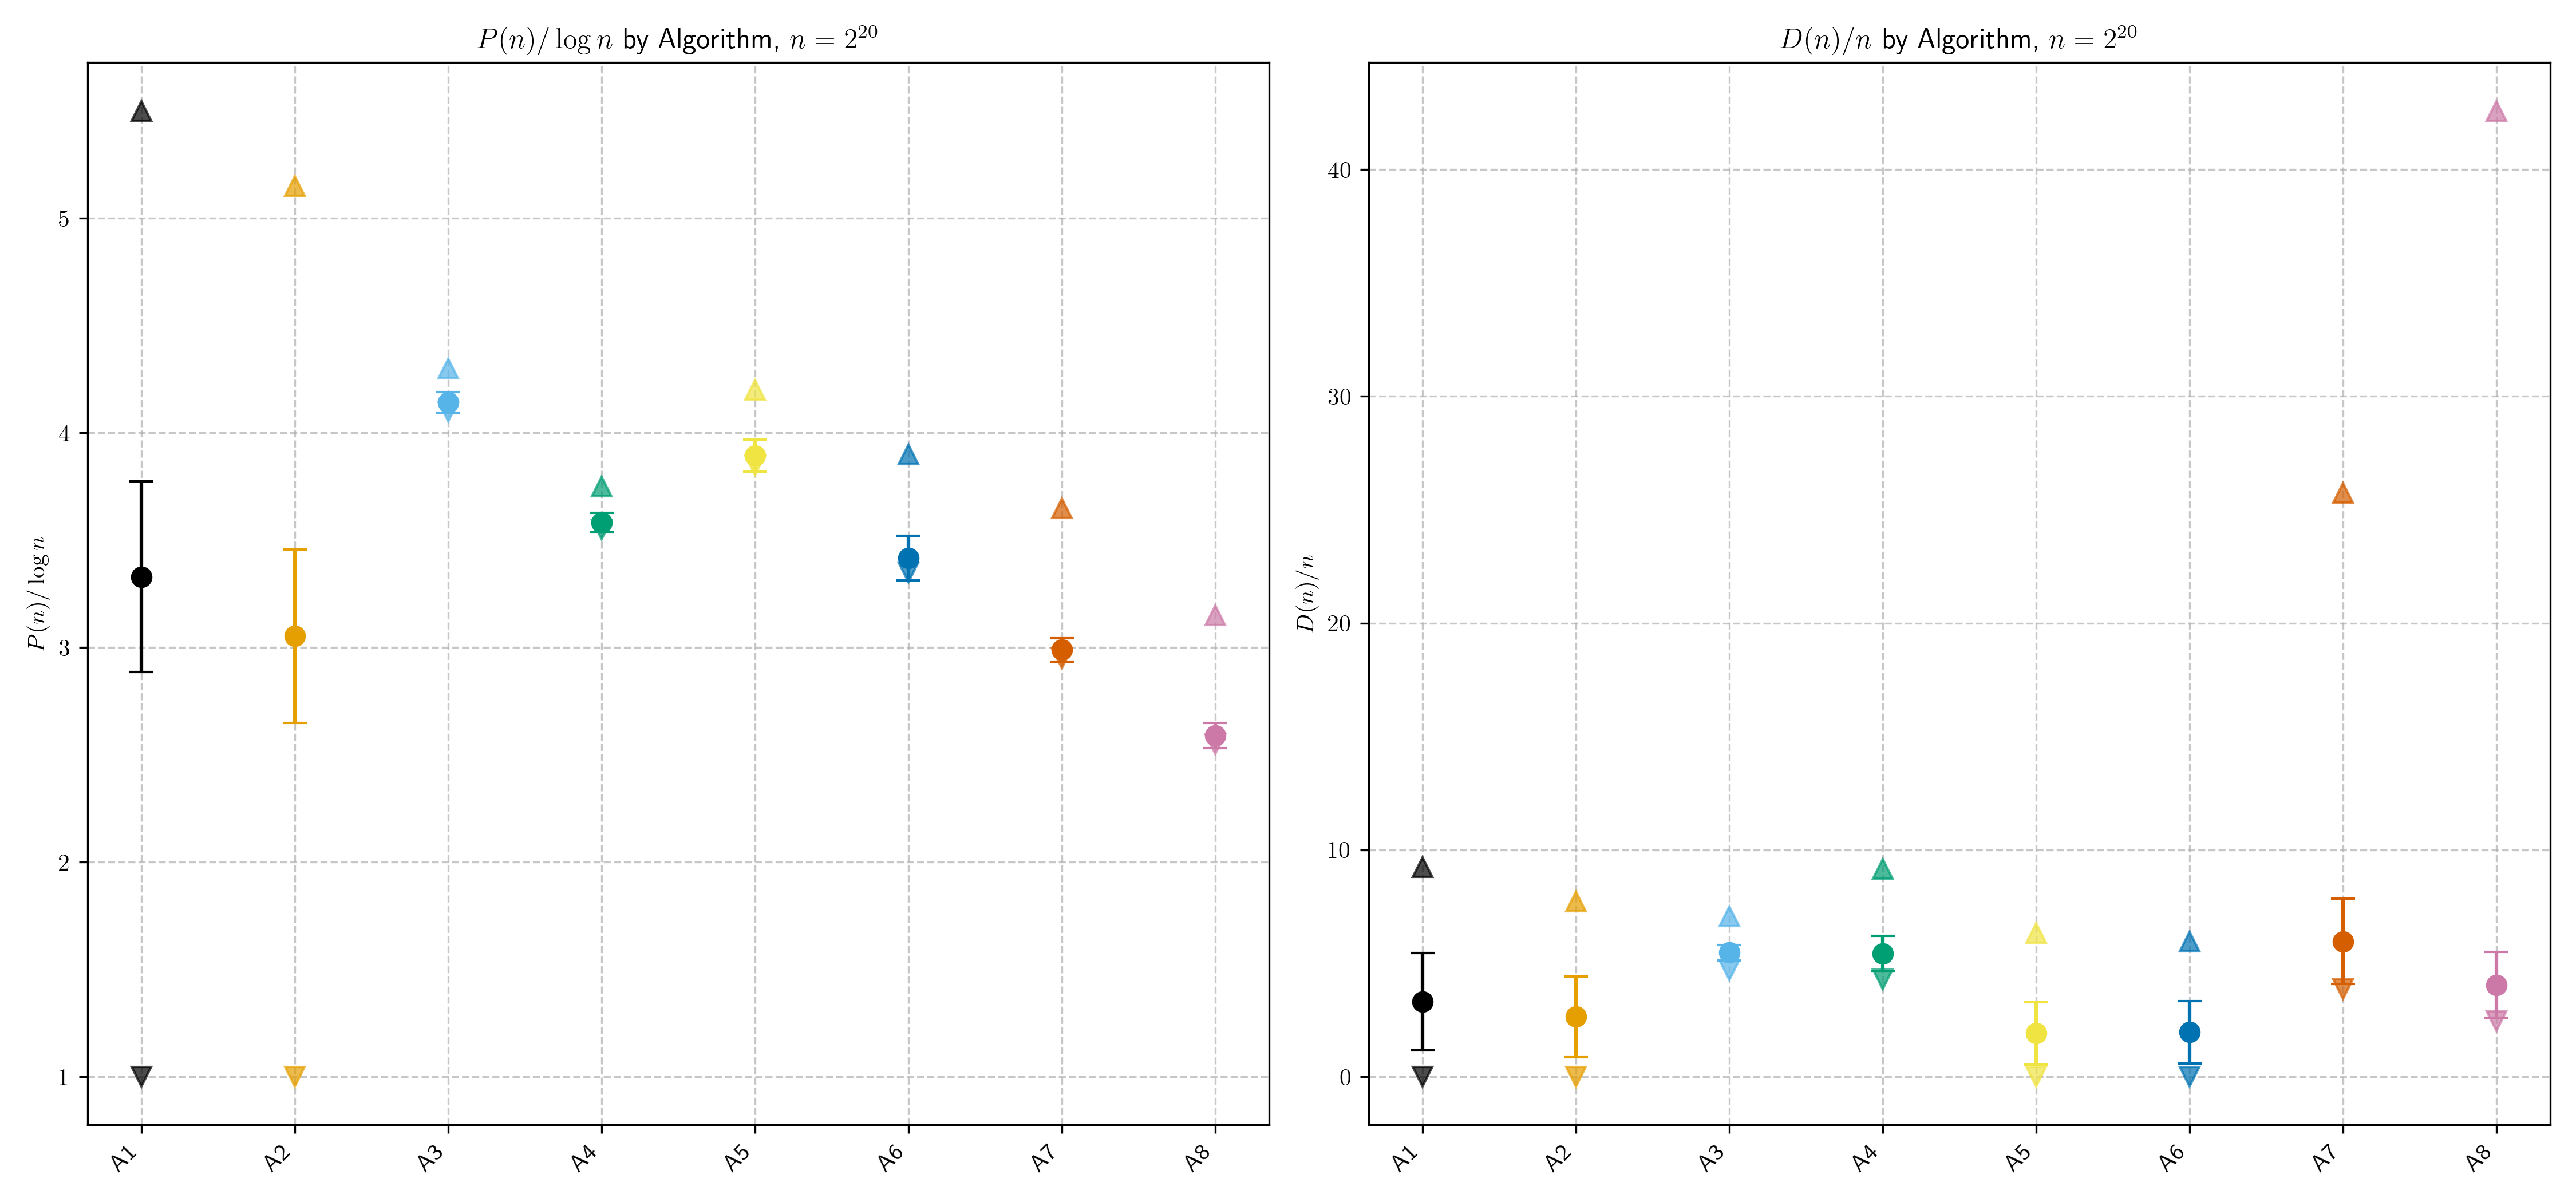 P(n)/ log n by Algorithm, n = 2^20
P(n)/ log n
5
4
3
2
1
A1 A2 A3 A4 A5 A6 A7 A8
D(n)/n by Algorithm, n = 2^20
D(n)/n
40
30
20
10
0
A1 A2 A3 A4 A5 A6 A7 A8